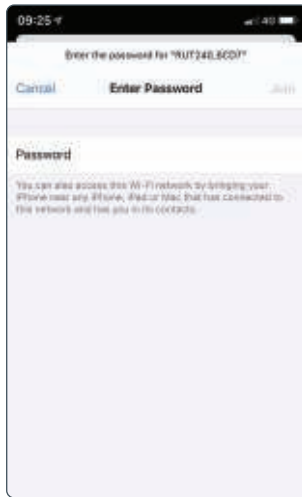 09:25 4G
Enter the password for "RUT240_6CD7"
Cancel Enter Password Join
Password
You can also access this Wi-Fi network by bringing your
iPhone near any iPhone, iPad or Mac that has connected to
this network and has you in its contacts.